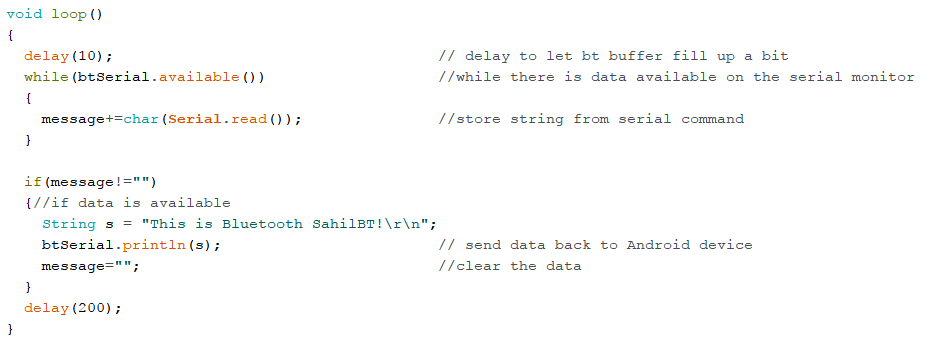 void loop()
{
  delay(10);                                      // delay to let bt buffer fill up a bit
  while(btSerial.available())                     //while there is data available on the serial monitor
  {
    message+=char(Serial.read());                 //store string from serial command
  }
  if(message!="")
  {//if data is available
    String s = "This is Bluetooth SahilBT!\r\n";
    btSerial.println(s);                          // send data back to Android device
    message="";                                   //clear the data
  }
  delay(200);
}